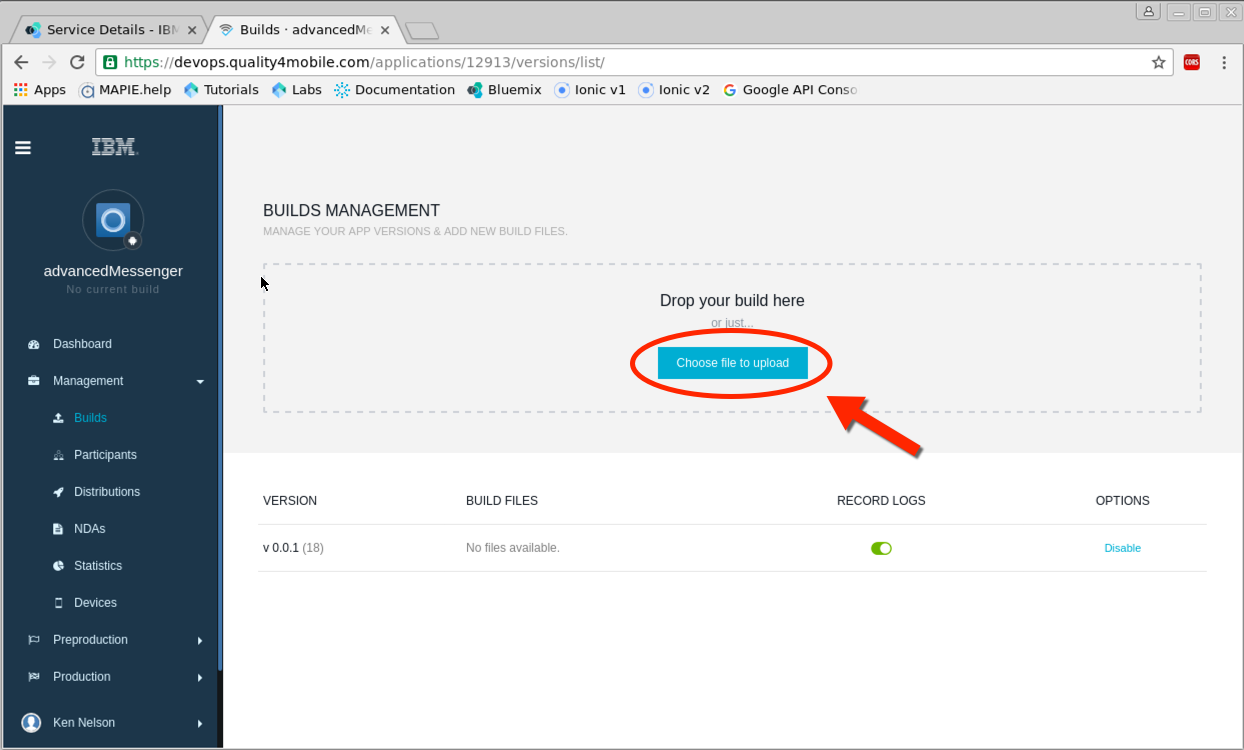 Service Details - IBM
Builds · advancedMe
https://devops.quality4mobile.com/applications/12913/versions/list/
CORS
Apps MAPIE.help Tutorials Labs Documentation Bluemix Ionic v1 Ionic v2 Google API Conso
IBM
advancedMessenger
No current build
Dashboard
Management
Builds
Participants
Distributions
NDAs
Statistics
Devices
Preproduction
Production
Ken Nelson
BUILDS MANAGEMENT
MANAGE YOUR APP VERSIONS & ADD NEW BUILD FILES.
Drop your build here
or just...
Choose file to upload
VERSION BUILD FILES RECORD LOGS OPTIONS
v 0.0.1 (18) No files available. Disable